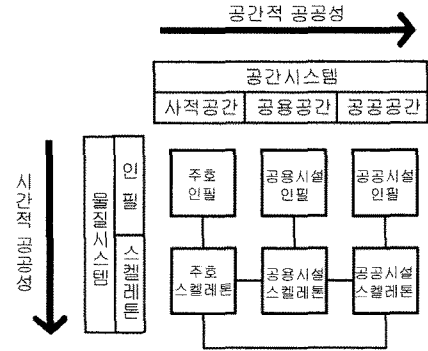 공간적 공공성
공간시스템
사적공간 공용공간 공공공간
시간적 공공성
물질시스템
인필
스켈레톤
주호
인필
공용시설
인필
공공시설
인필
주호
스켈레톤
공용시설
스켈레톤
공공시설
스켈레톤